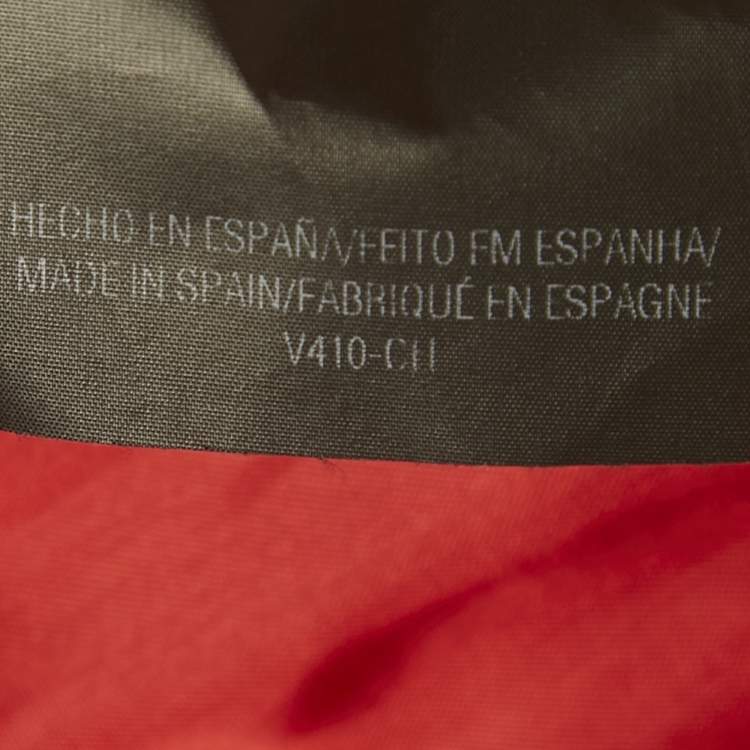 HECHO EN ESPAÑA/FEITO EM ESPANHA/
MADE IN SPAIN/FABRIQUÉ EN ESPAGNE
V410-CH